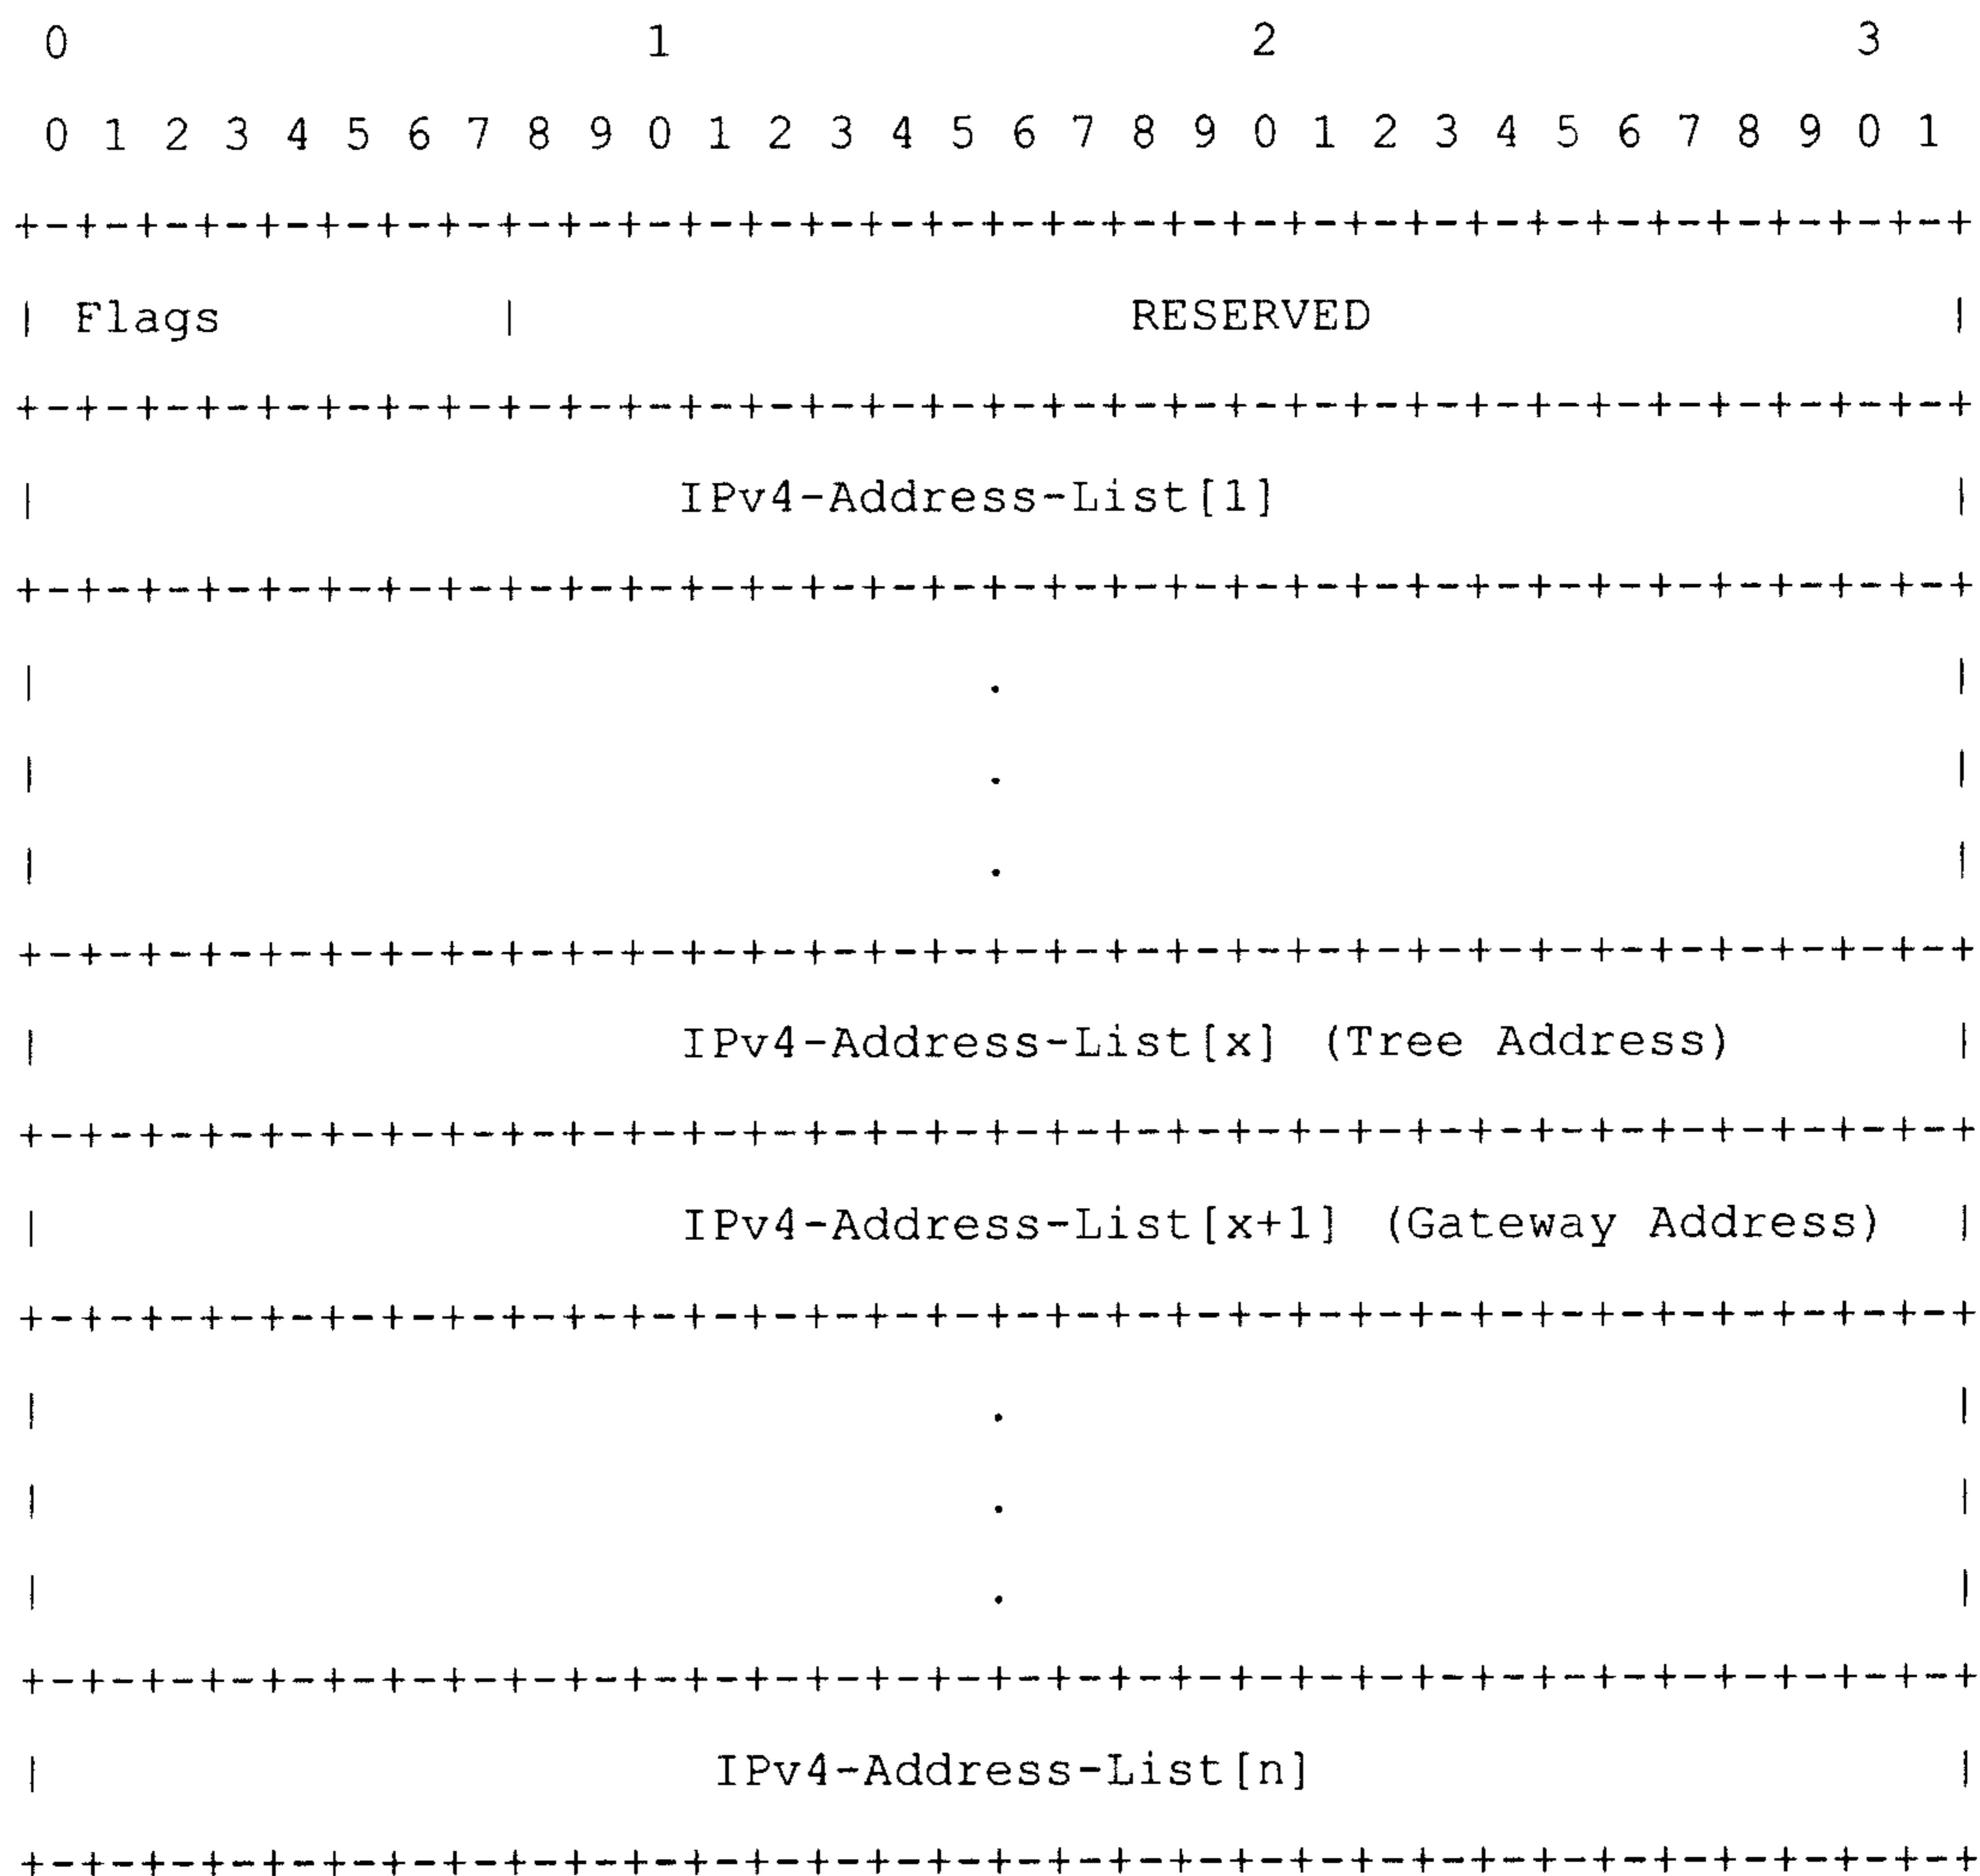 0 1 2 3
0 1 2 3 4 5 6 7 8 9 0 1 2 3 4 5 6 7 8 9 0 1 2 3 4 5 6 7 8 9 0 1
+-+-+-+-+-+-+-+-+-+-+-+-+-+-+-+-+-+-+-+-+-+-+-+-+-+-+-+-+-+-+-+-+
| Flags | RESERVED |
+-+-+-+-+-+-+-+-+-+-+-+-+-+-+-+-+-+-+-+-+-+-+-+-+-+-+-+-+-+-+-+-+
| IPv4-Address-List[1] |
+-+-+-+-+-+-+-+-+-+-+-+-+-+-+-+-+-+-+-+-+-+-+-+-+-+-+-+-+-+-+-+-+
| . |
| . |
| . |
+-+-+-+-+-+-+-+-+-+-+-+-+-+-+-+-+-+-+-+-+-+-+-+-+-+-+-+-+-+-+-+-+
| IPv4-Address-List[x] (Tree Address) |
+-+-+-+-+-+-+-+-+-+-+-+-+-+-+-+-+-+-+-+-+-+-+-+-+-+-+-+-+-+-+-+-+
| IPv4-Address-List[x+1] (Gateway Address) |
+-+-+-+-+-+-+-+-+-+-+-+-+-+-+-+-+-+-+-+-+-+-+-+-+-+-+-+-+-+-+-+-+
| . |
| . |
| . |
+-+-+-+-+-+-+-+-+-+-+-+-+-+-+-+-+-+-+-+-+-+-+-+-+-+-+-+-+-+-+-+-+
| IPv4-Address-List[n] |
+-+-+-+-+-+-+-+-+-+-+-+-+-+-+-+-+-+-+-+-+-+-+-+-+-+-+-+-+-+-+-+-+